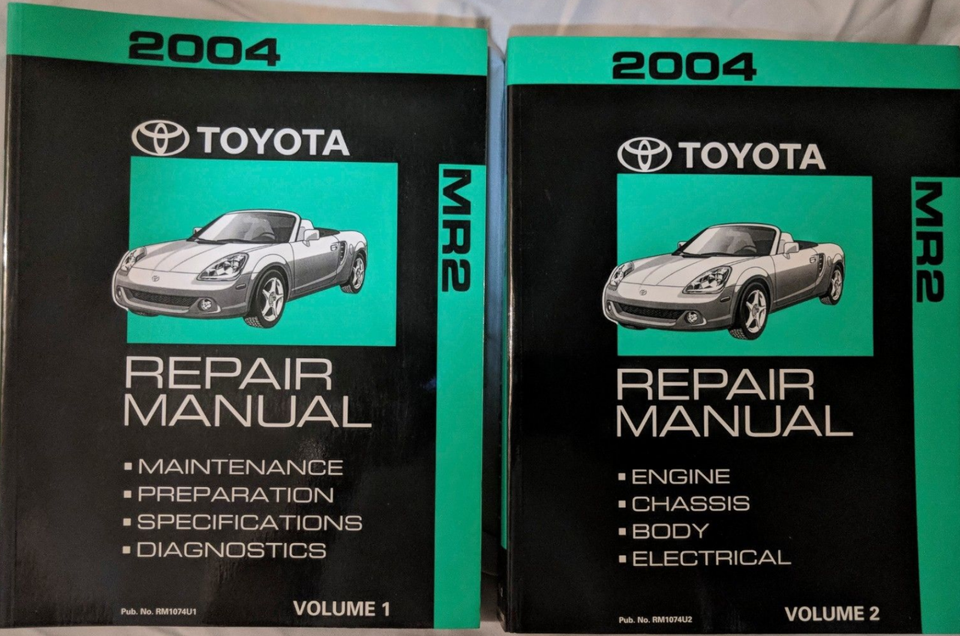 2004
TOYOTA
MR2
REPAIR
MANUAL
▪ MAINTENANCE
▪ PREPARATION
▪ SPECIFICATIONS
▪ DIAGNOSTICS
Pub. No. RM1074U1
VOLUME 1
2004
TOYOTA
MR2
REPAIR
MANUAL
▪ ENGINE
▪ CHASSIS
▪ BODY
▪ ELECTRICAL
Pub. No. RM1074U2
VOLUME 2